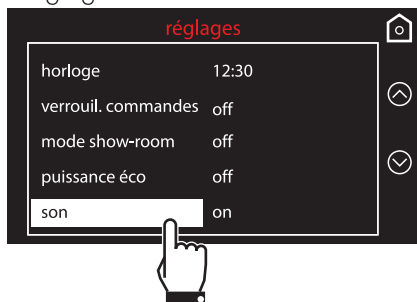 réglages
horloge 12:30
verrouil. commandes off
mode show-room off
puissance éco off
son on